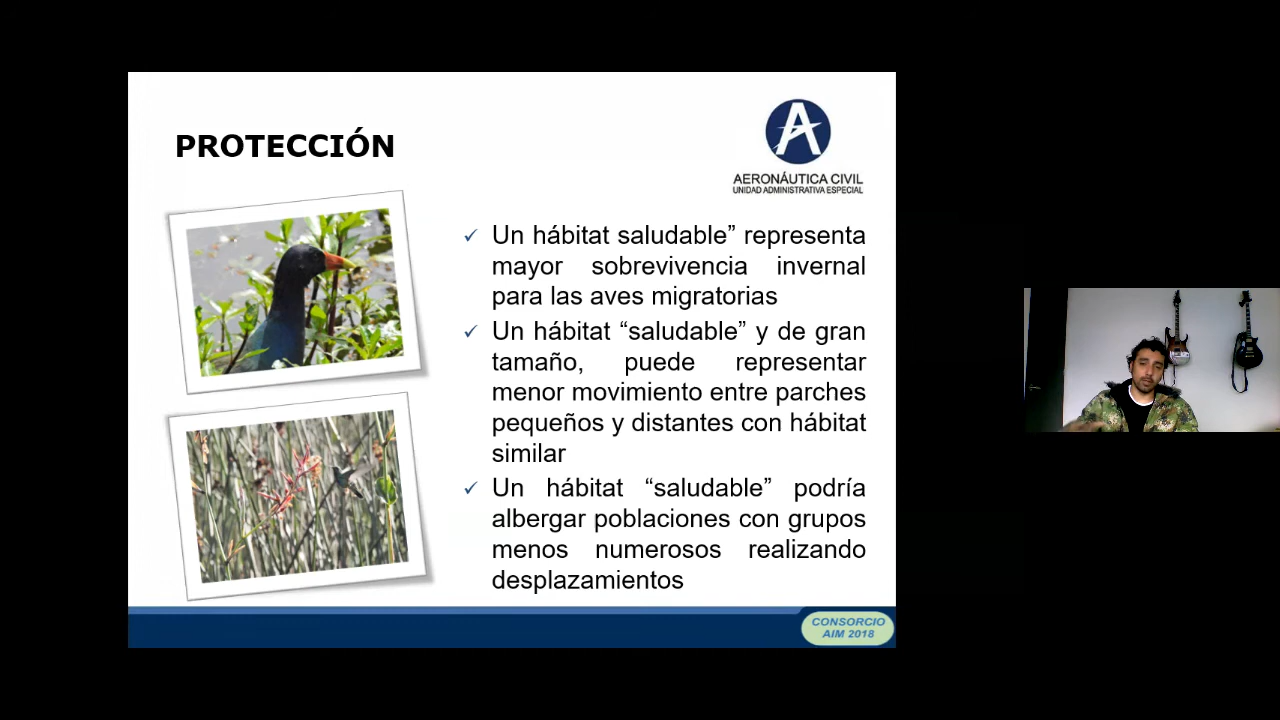 PROTECCIÓN
AERONÁUTICA CIVIL
UNIDAD ADMINISTRATIVA ESPECIAL
✓ Un hábitat saludable” representa
mayor sobrevivencia invernal
para las aves migratorias
✓ Un hábitat “saludable” y de gran
tamaño, puede representar
menor movimiento entre parches
pequeños y distantes con hábitat
similar
✓ Un hábitat “saludable” podría
albergar poblaciones con grupos
menos numerosos realizando
desplazamientos
CONSORCIO
AIM 2018